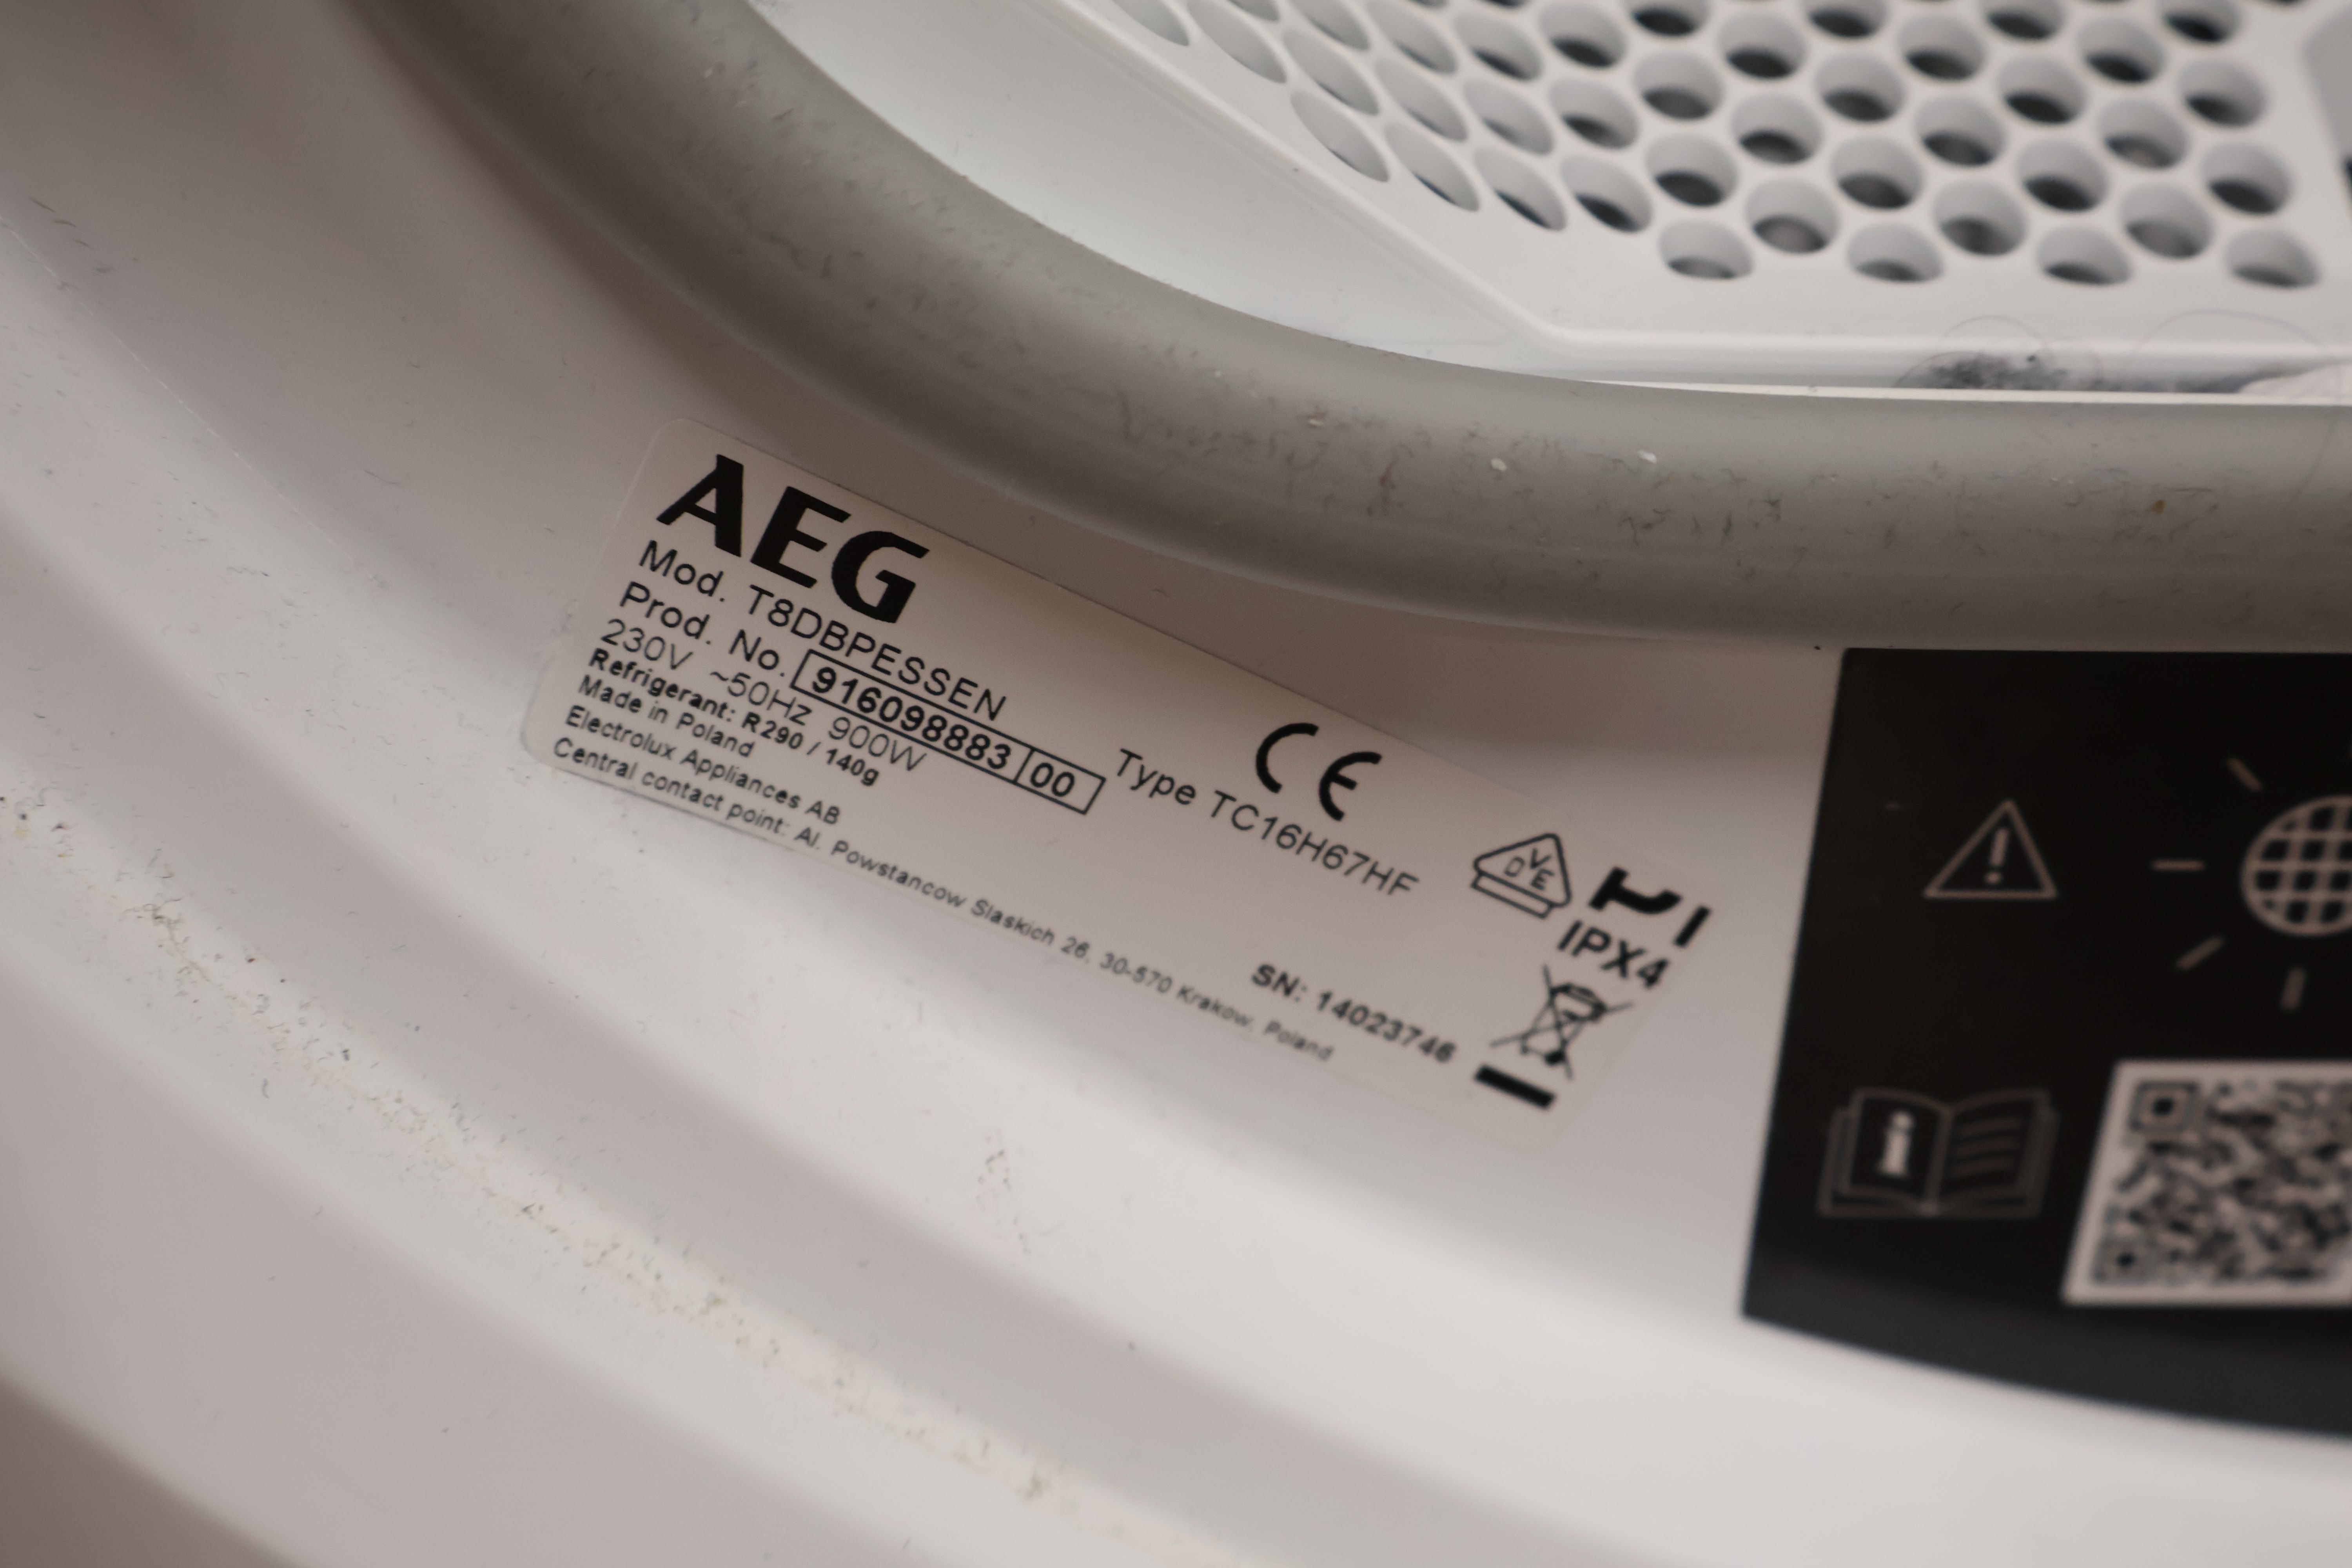 AEG
Mod. T8DBPESSEN
Prod. No. 916098883 00
Type TC16H67HF
230V ~50Hz 900W
Refrigerant: R290 / 140g
Made in Poland
Electrolux Appliances AB
Central contact point: Al. Powstancow Slaskich 26, 30-570 Krakow, Poland
SN: 14023746
CE
DVE
IPX4
i